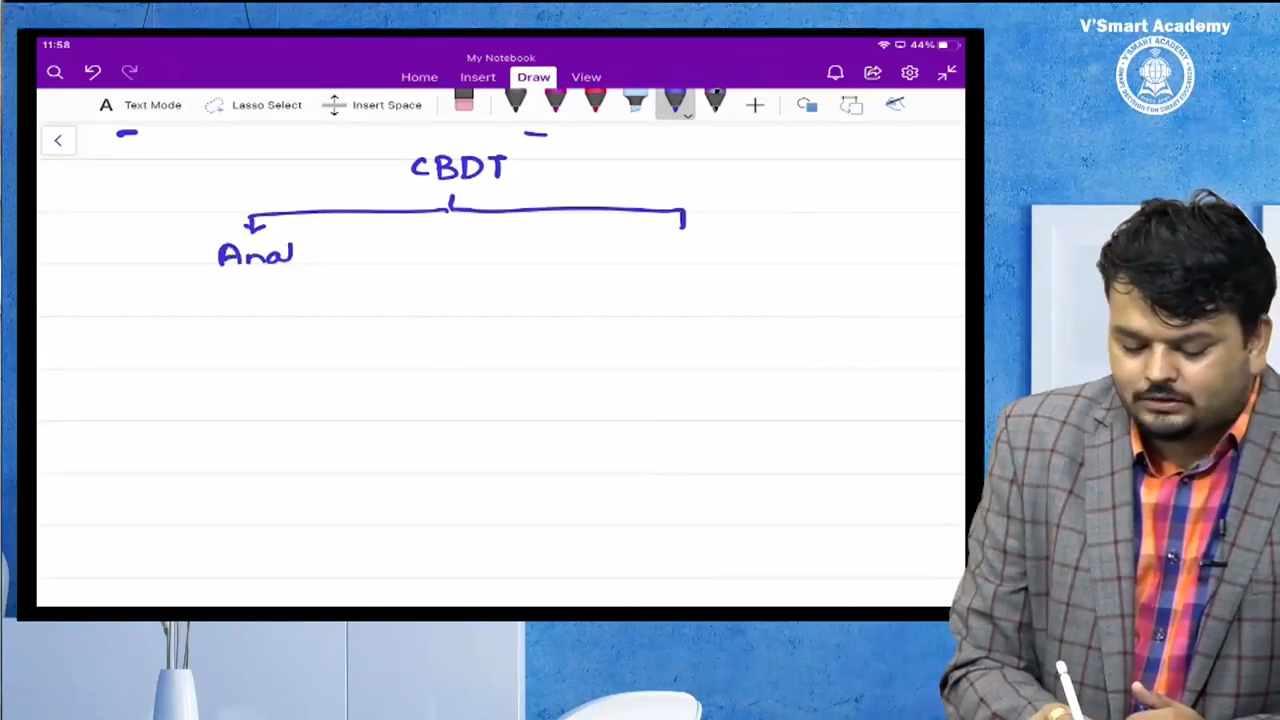 V'Smart Academy
11:58
44%
My Notebook
Home Insert Draw View
A Text Mode Lasso Select Insert Space
CBDT
Anal